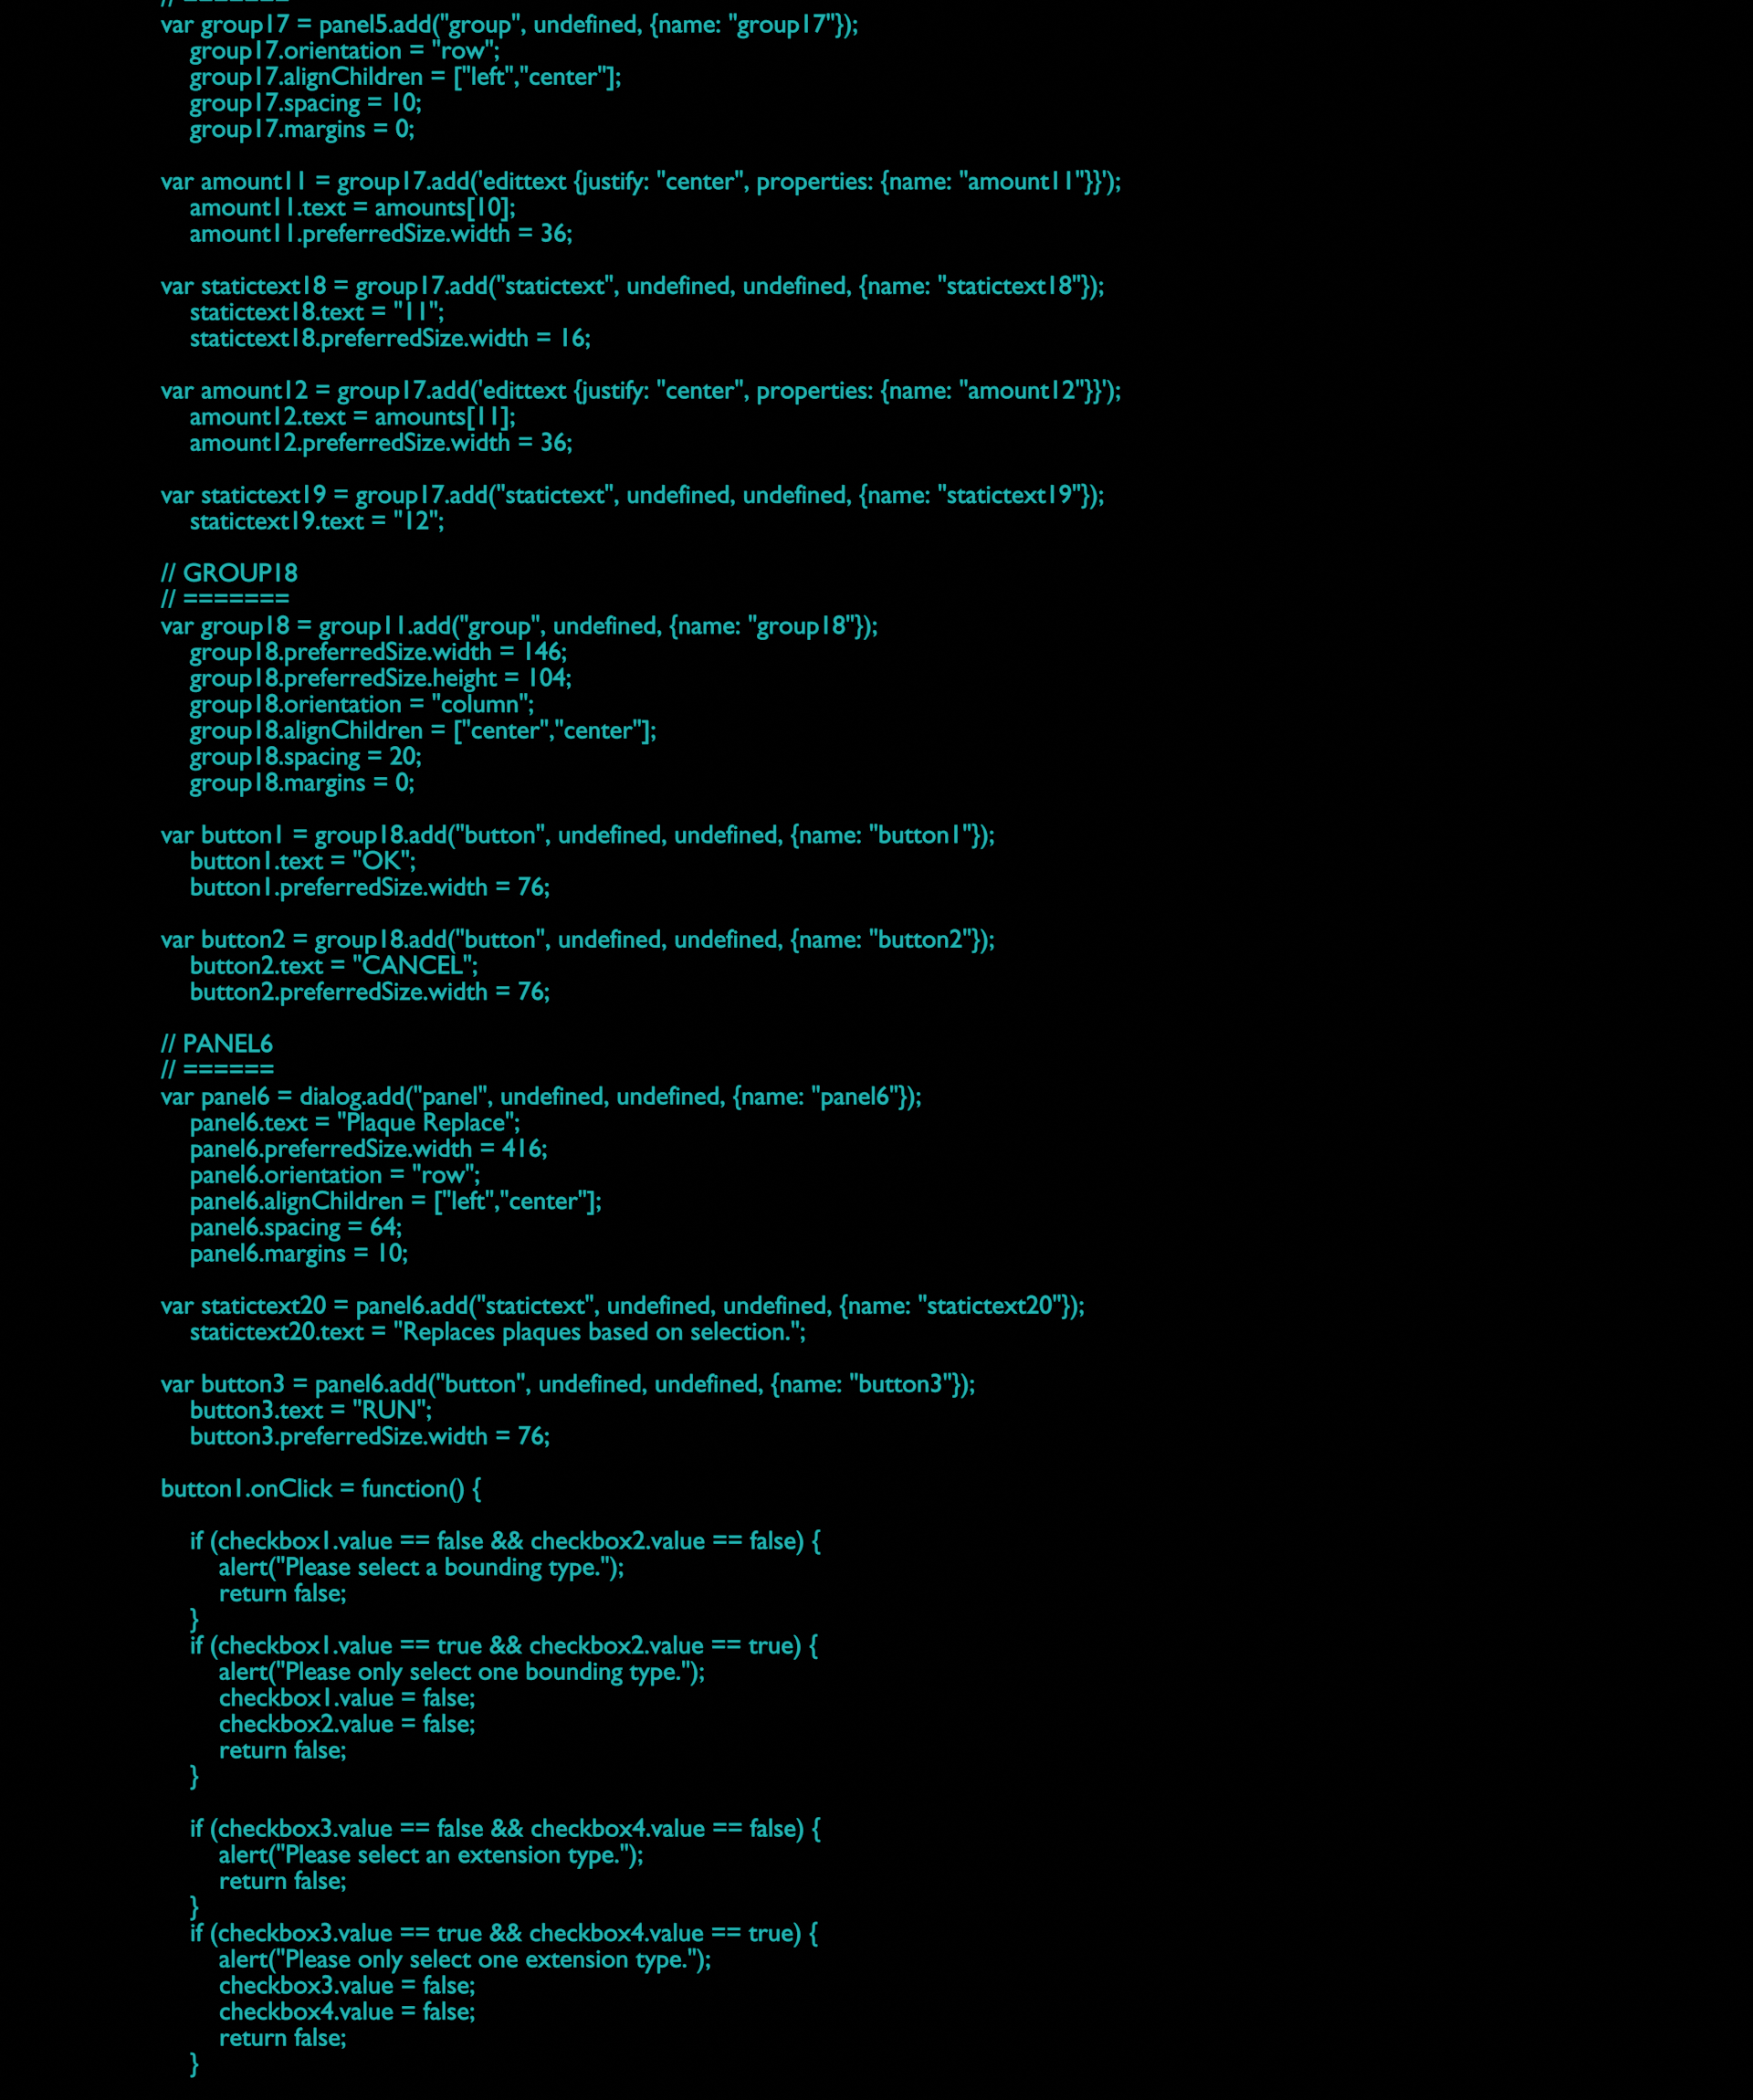 // =======
var group17 = panel5.add("group", undefined, {name: "group17"});
group17.orientation = "row";
group17.alignChildren = ["left","center"];
group17.spacing = 10;
group17.margins = 0;
var amount11 = group17.add('edittext {justify: "center", properties: {name: "amount11"}}');
amount11.text = amounts[10];
amount11.preferredSize.width = 36;
var statictext18 = group17.add("statictext", undefined, undefined, {name: "statictext18"});
statictext18.text = "11";
statictext18.preferredSize.width = 16;
var amount12 = group17.add('edittext {justify: "center", properties: {name: "amount12"}}');
amount12.text = amounts[11];
amount12.preferredSize.width = 36;
var statictext19 = group17.add("statictext", undefined, undefined, {name: "statictext19"});
statictext19.text = "12";
// GROUP18
// =======
var group18 = group11.add("group", undefined, {name: "group18"});
group18.preferredSize.width = 146;
group18.preferredSize.height = 104;
group18.orientation = "column";
group18.alignChildren = ["center","center"];
group18.spacing = 20;
group18.margins = 0;
var button1 = group18.add("button", undefined, undefined, {name: "button1"});
button1.text = "OK";
button1.preferredSize.width = 76;
var button2 = group18.add("button", undefined, undefined, {name: "button2"});
button2.text = "CANCEL";
button2.preferredSize.width = 76;
// PANEL6
// ======
var panel6 = dialog.add("panel", undefined, undefined, {name: "panel6"});
panel6.text = "Plaque Replace";
panel6.preferredSize.width = 416;
panel6.orientation = "row";
panel6.alignChildren = ["left","center"];
panel6.spacing = 64;
panel6.margins = 10;
var statictext20 = panel6.add("statictext", undefined, undefined, {name: "statictext20"});
statictext20.text = "Replaces plaques based on selection.";
var button3 = panel6.add("button", undefined, undefined, {name: "button3"});
button3.text = "RUN";
button3.preferredSize.width = 76;
button1.onClick = function() {
if (checkbox1.value == false && checkbox2.value == false) {
alert("Please select a bounding type.");
return false;
}
if (checkbox1.value == true && checkbox2.value == true) {
alert("Please only select one bounding type.");
checkbox1.value = false;
checkbox2.value = false;
return false;
}
if (checkbox3.value == false && checkbox4.value == false) {
alert("Please select an extension type.");
return false;
}
if (checkbox3.value == true && checkbox4.value == true) {
alert("Please only select one extension type.");
checkbox3.value = false;
checkbox4.value = false;
return false;
}